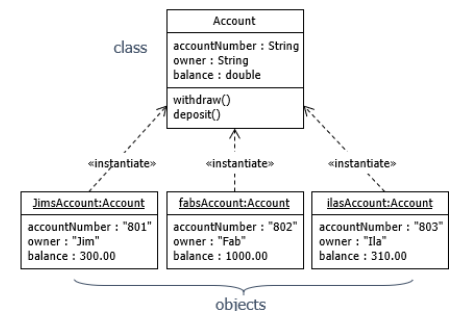 Account
class
accountNumber : String
owner : String
balance : double
withdraw()
deposit()
«instantiate»
«instantiate»
«instantiate»
JimsAccount:Account
accountNumber : "801"
owner : "Jim"
balance : 300.00
fabsAccount:Account
accountNumber : "802"
owner : "Fab"
balance : 1000.00
ilasAccount:Account
accountNumber : "803"
owner : "Ila"
balance : 310.00
objects